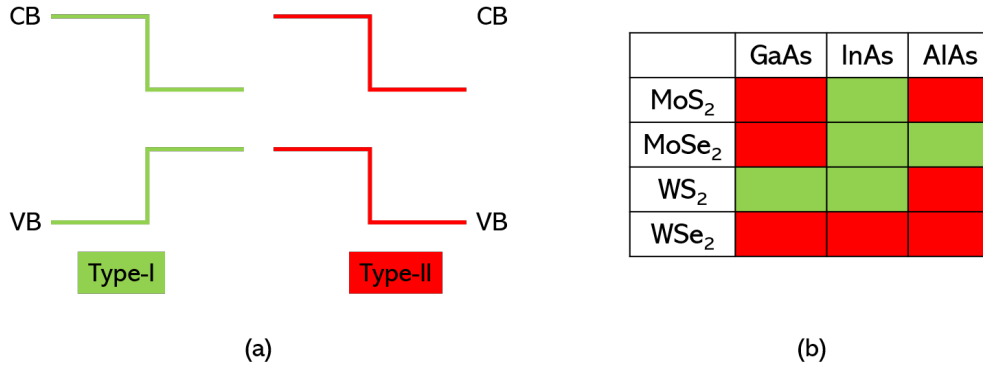 CB CB
VB VB
Type-I Type-II
(a)
GaAs InAs AlAs
MoS₂
MoSe₂
WS₂
WSe₂
(b)